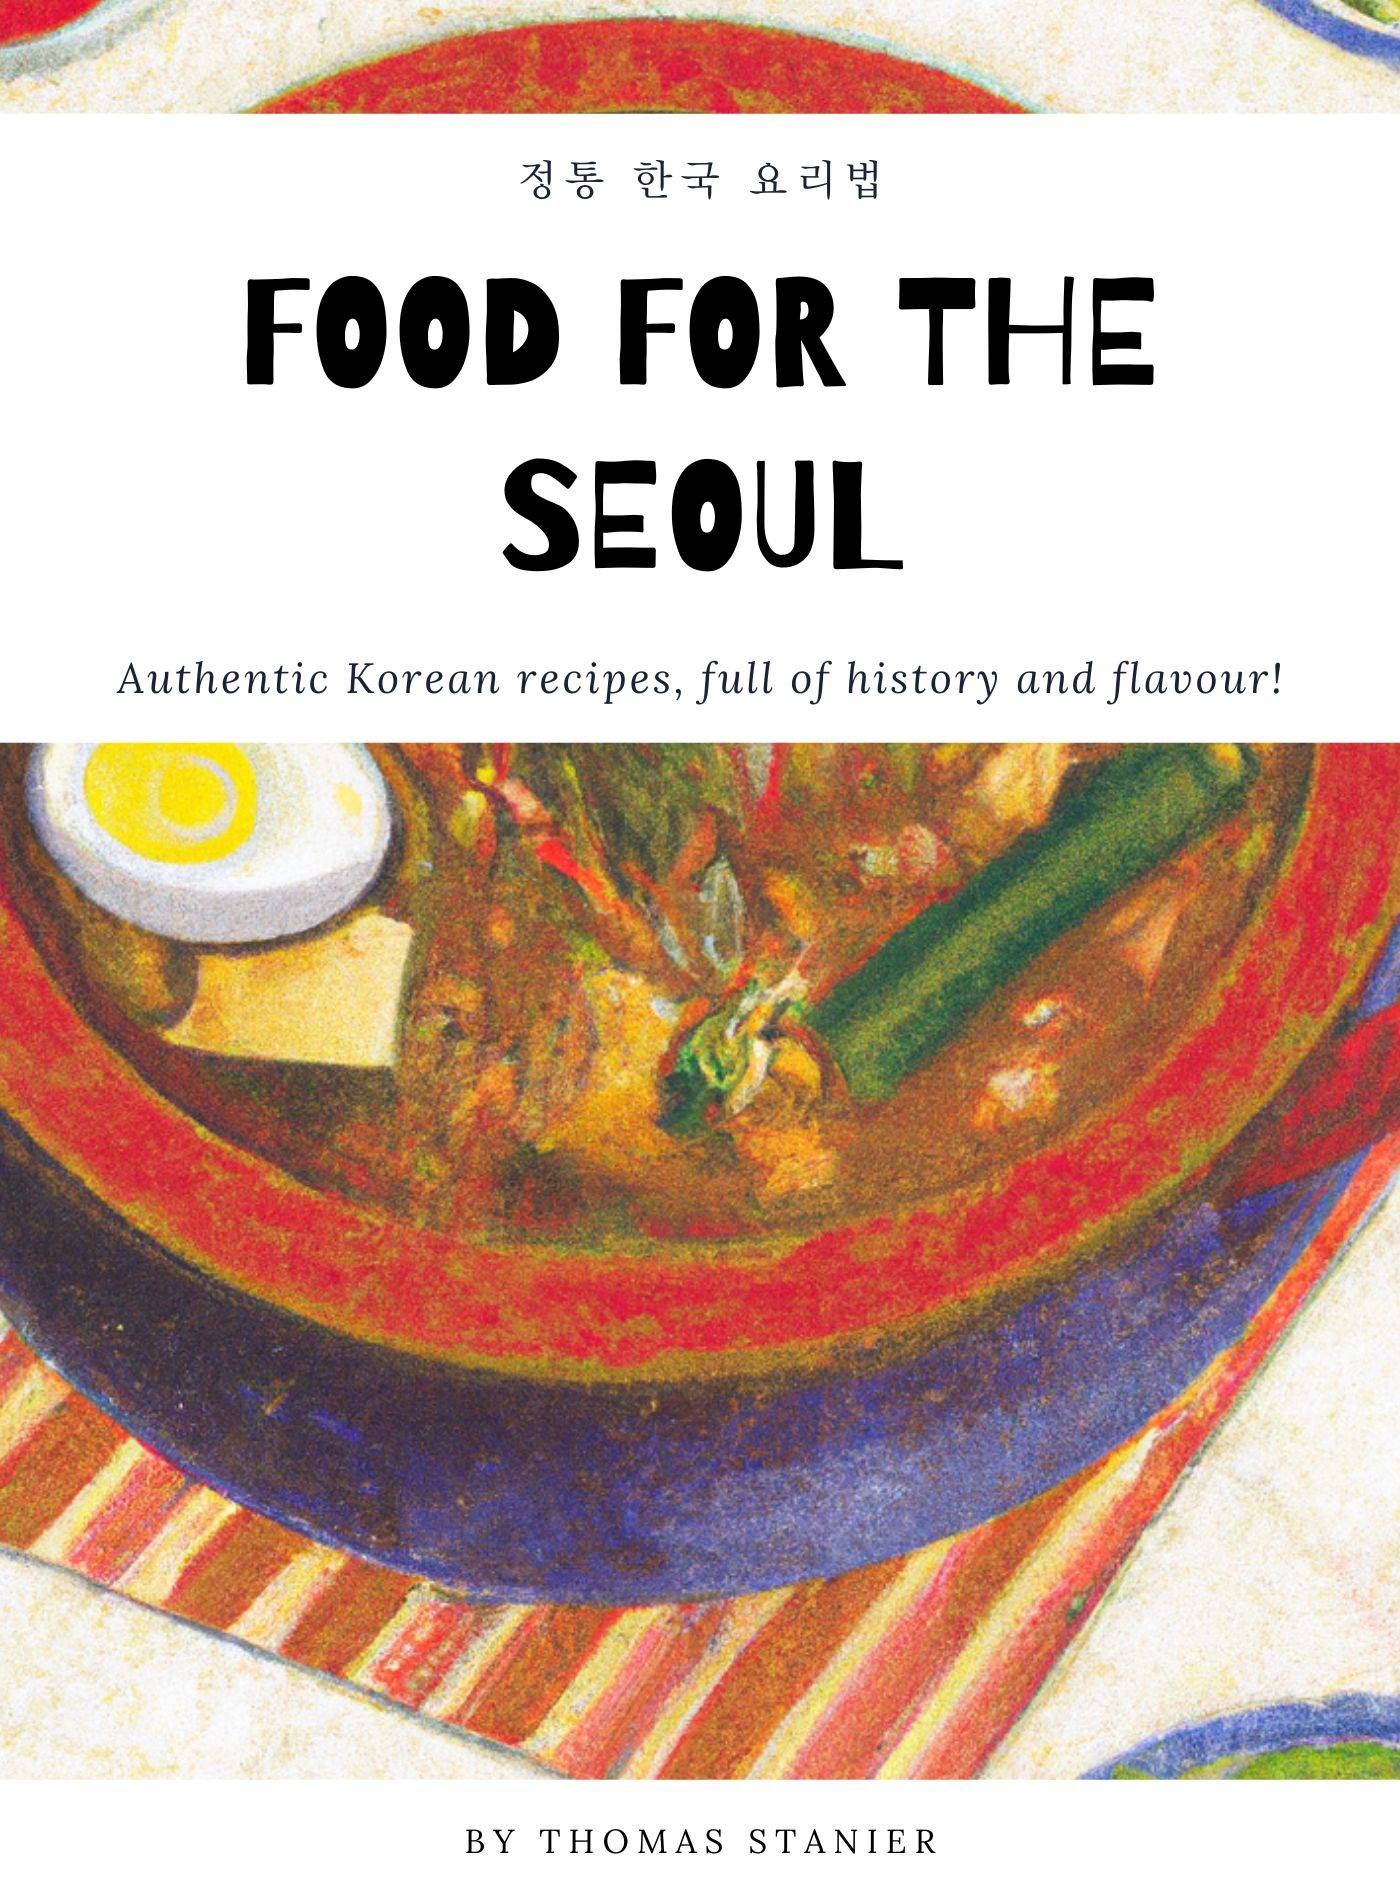 정통 한국 요리법
FOOD FOR THE
SEOUL
Authentic Korean recipes, full of history and flavour!
BY THOMAS STANIER